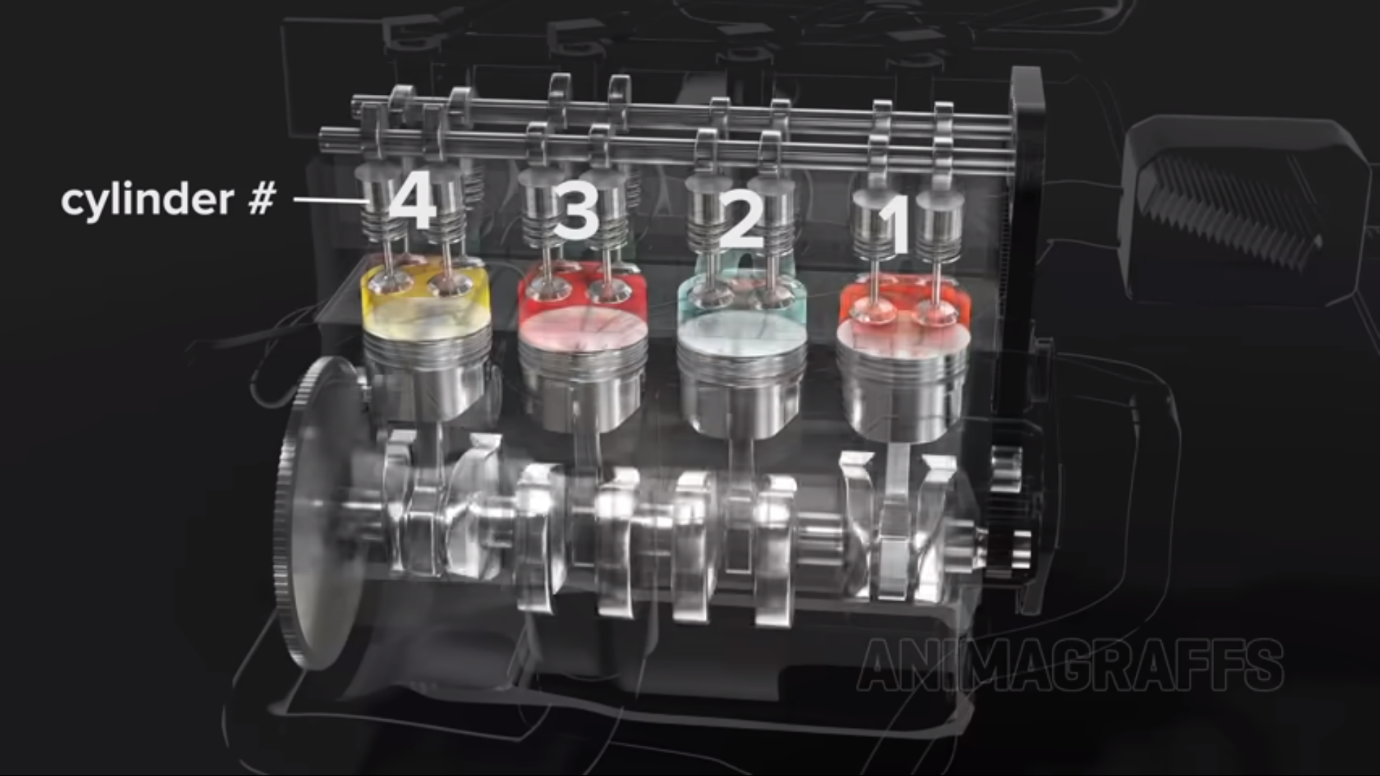 cylinder #
4 3 2 1
ANIMAGRAFFS